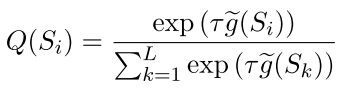 Q(S_i) = \frac{\exp(\tau \widetilde{g}(S_i))}{\sum_{k=1}^{L} \exp(\tau \widetilde{g}(S_k))}